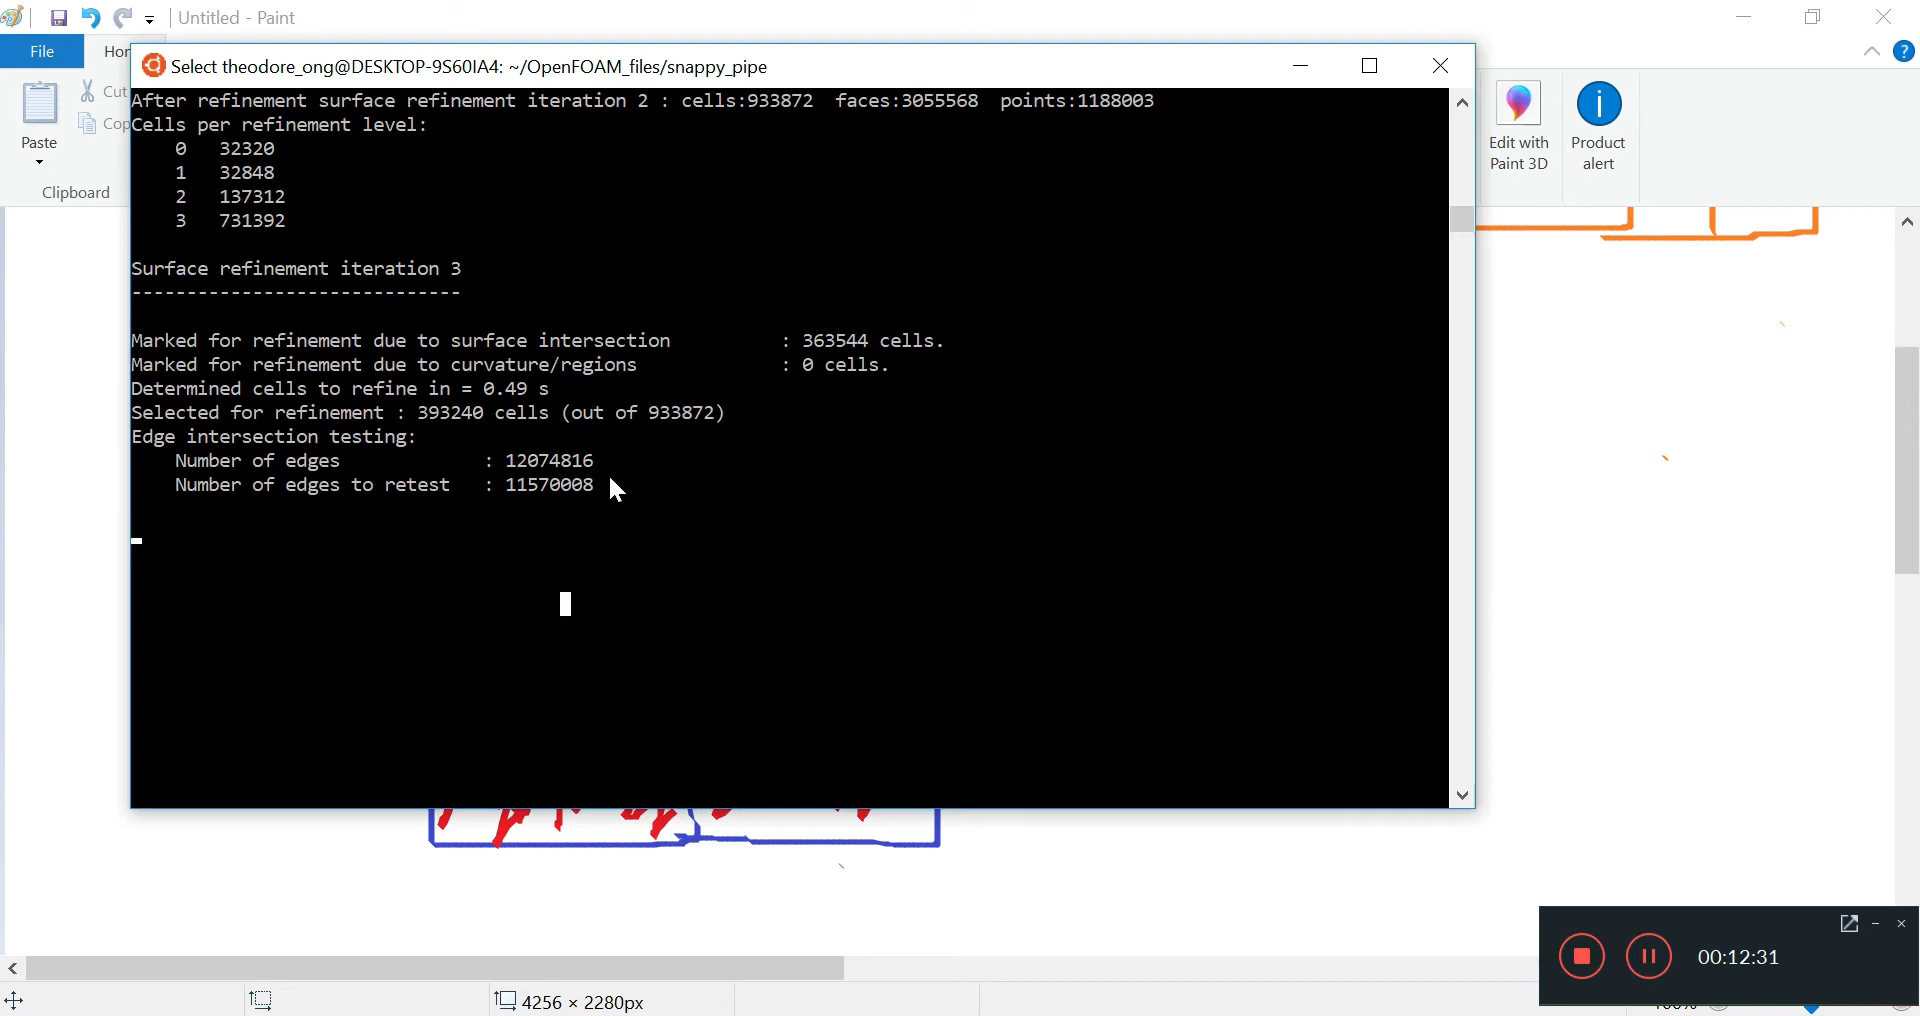 Untitled - Paint
File
Hor
Select theodore_ong@DESKTOP-9S60IA4: ~/OpenFOAM_files/snappy_pipe
Cut
Cop
Paste
Clipboard
After refinement surface refinement iteration 2 : cells:933872  faces:3055568  points:1188003
Cells per refinement level:
0   32320
1   32848
2   137312
3   731392
Surface refinement iteration 3
------------------------------
Marked for refinement due to surface intersection          : 363544 cells.
Marked for refinement due to curvature/regions             : 0 cells.
Determined cells to refine in = 0.49 s
Selected for refinement : 393240 cells (out of 933872)
Edge intersection testing:
Number of edges             : 12074816
Number of edges to retest   : 11570008
Edit with
Paint 3D
Product
alert
00:12:31
4256 × 2280px